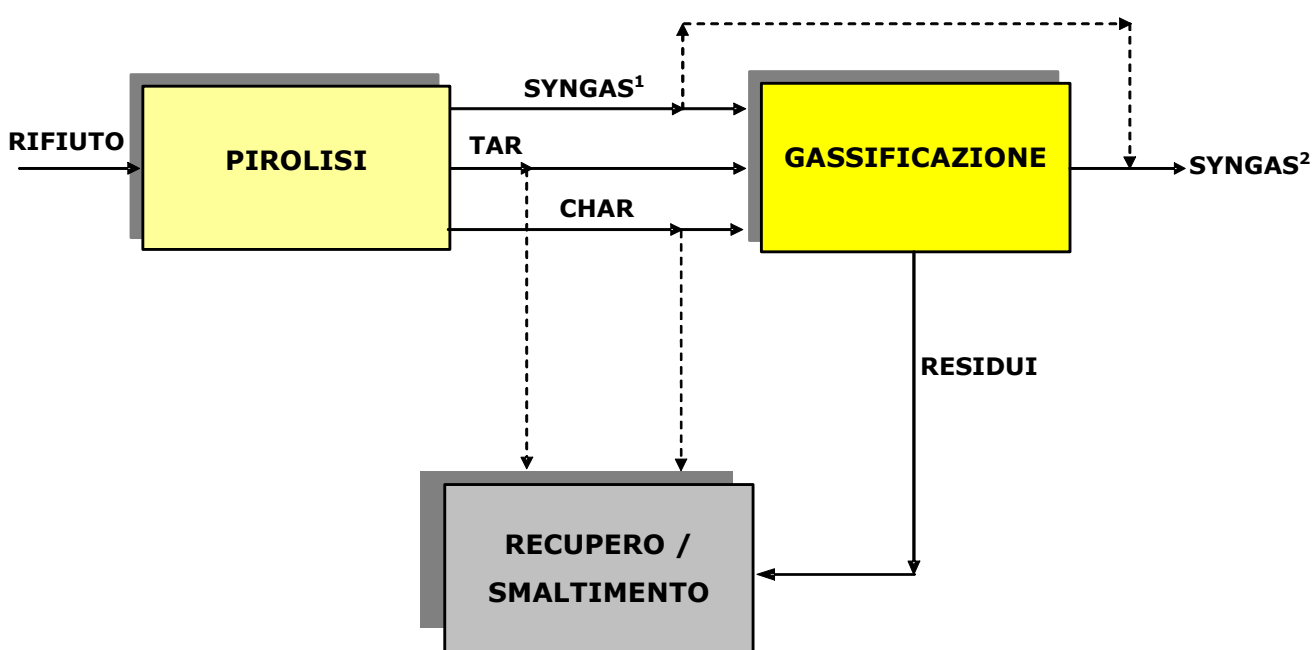 SYNGAS¹
RIFIUTO
TAR
PIROLISI
GASSIFICAZIONE
SYNGAS²
CHAR
RESIDUI
RECUPERO /
SMALTIMENTO